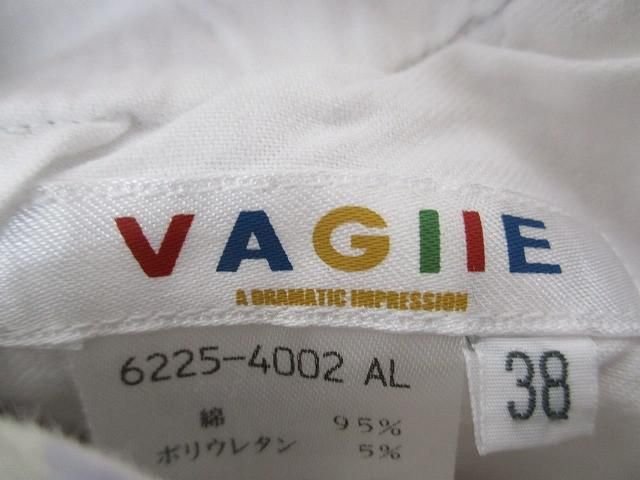 VAGIIE
A DRAMATIC IMPRESSION
6225-4002 AL
38
綿 95%
ポリウレタン 5%